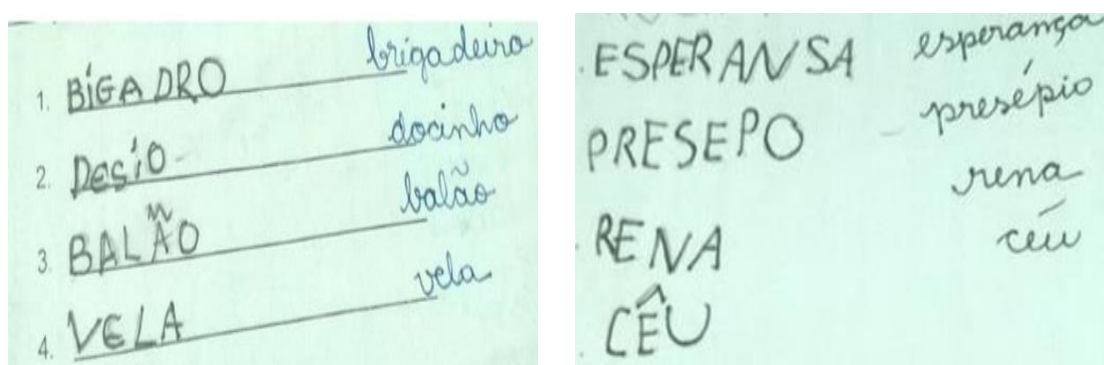 1. BIGADRO brigadeiro
2. DESIO docinho
3. BALÃO balão
4. VELA vela
ESPERANSA esperança
PRESEPO presépio
RENA rena
CÊU céu